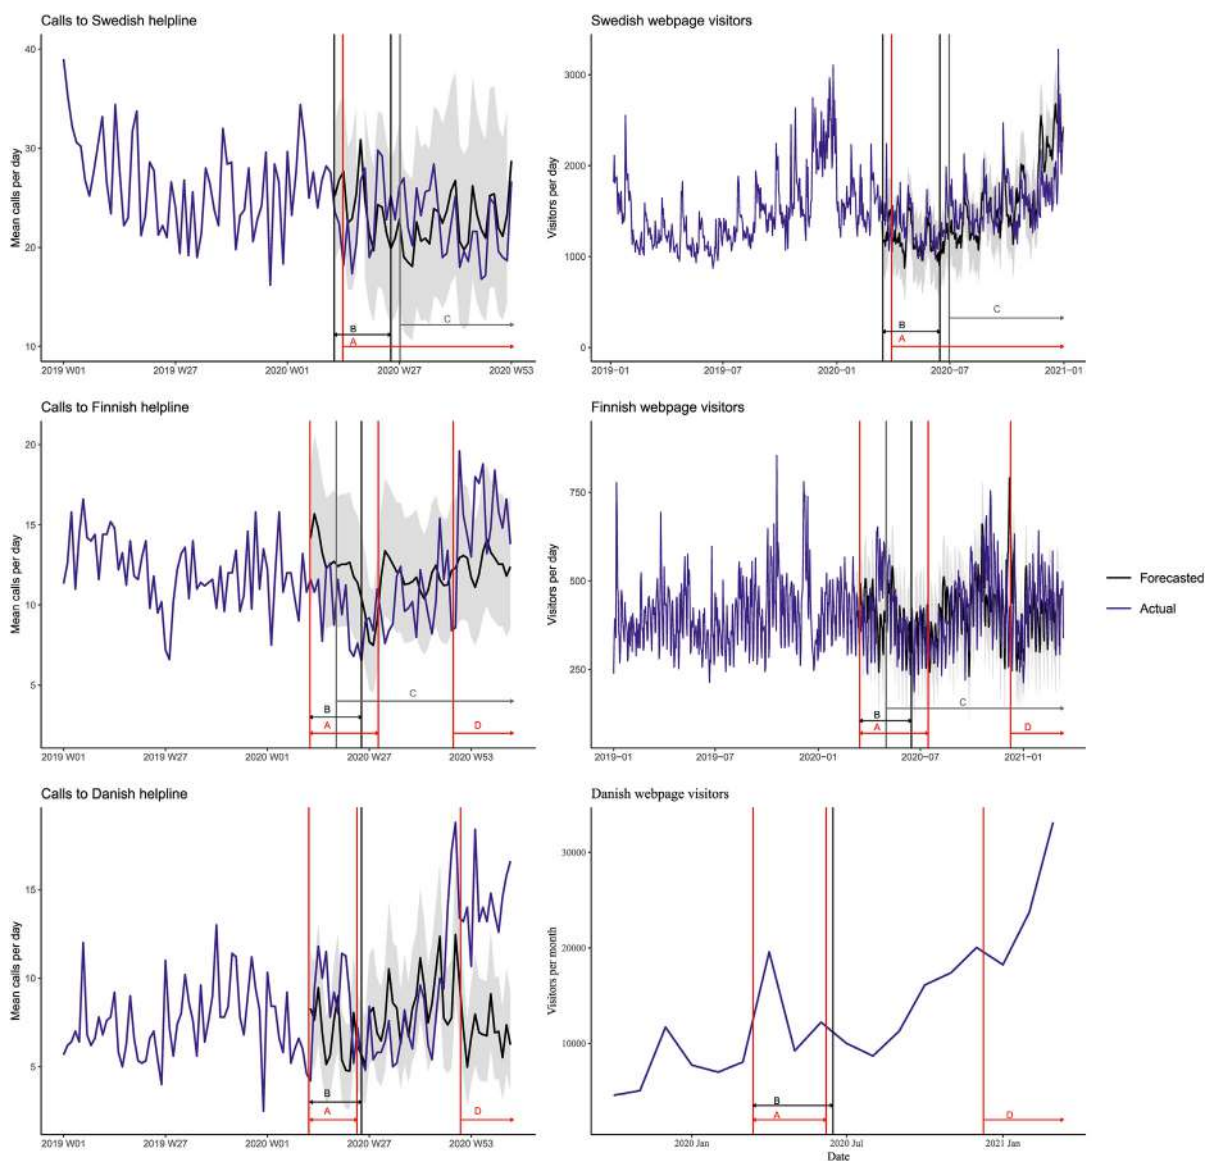 Calls to Swedish helpline
Mean calls per day
40
30
20
10
B
A
C
2019 W01
2019 W27
2020 W01
2020 W27
2020 W53
Swedish webpage visitors
Visitors per day
3000
2000
1000
0
B
A
C
2019-01
2019-07
2020-01
2020-07
2021-01
Calls to Finnish helpline
Mean calls per day
20
15
10
5
B
A
C
D
2019 W01
2019 W27
2020 W01
2020 W27
2020 W53
Finnish webpage visitors
Visitors per day
750
500
250
B
A
C
D
2019-01
2019-07
2020-01
2020-07
2021-01
Forecasted
Actual
Calls to Danish helpline
Mean calls per day
15
10
5
B
A
D
2019 W01
2019 W27
2020 W01
2020 W27
2020 W53
Danish webpage visitors
Visitors per month
30000
20000
10000
B
A
D
2020 Jan
2020 Jul
2021 Jan
Date